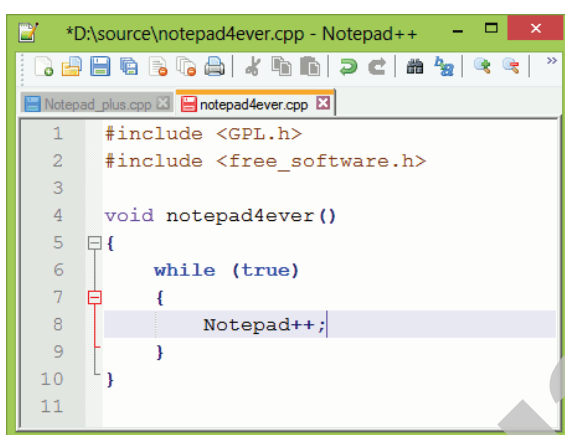 *D:\source\notepad4ever.cpp - Notepad++
Notepad_plus.cpp notepad4ever.cpp
1 #include <GPL.h>
2 #include <free_software.h>
3
4 void notepad4ever()
5 {
6 while (true)
7 {
8 Notepad++;
9 }
10 }
11